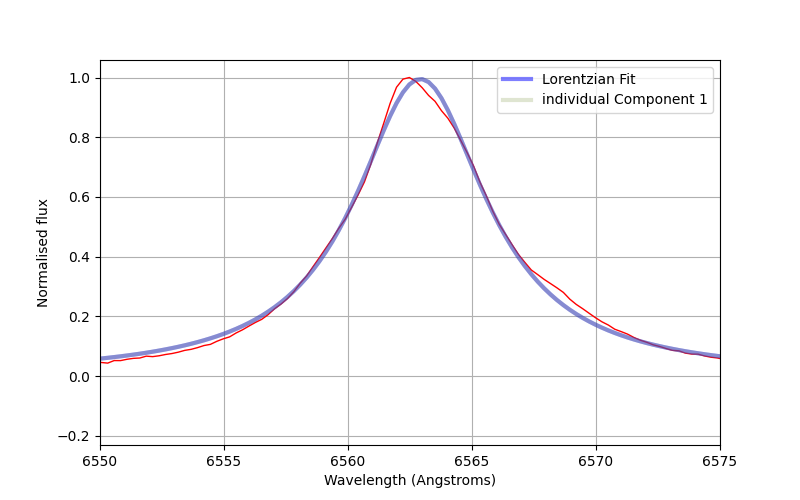 Lorentzian Fit
individual Component 1
1.0
0.8
0.6
0.4
0.2
0.0
−0.2
Normalised flux
6550 6555 6560 6565 6570 6575
Wavelength (Angstroms)